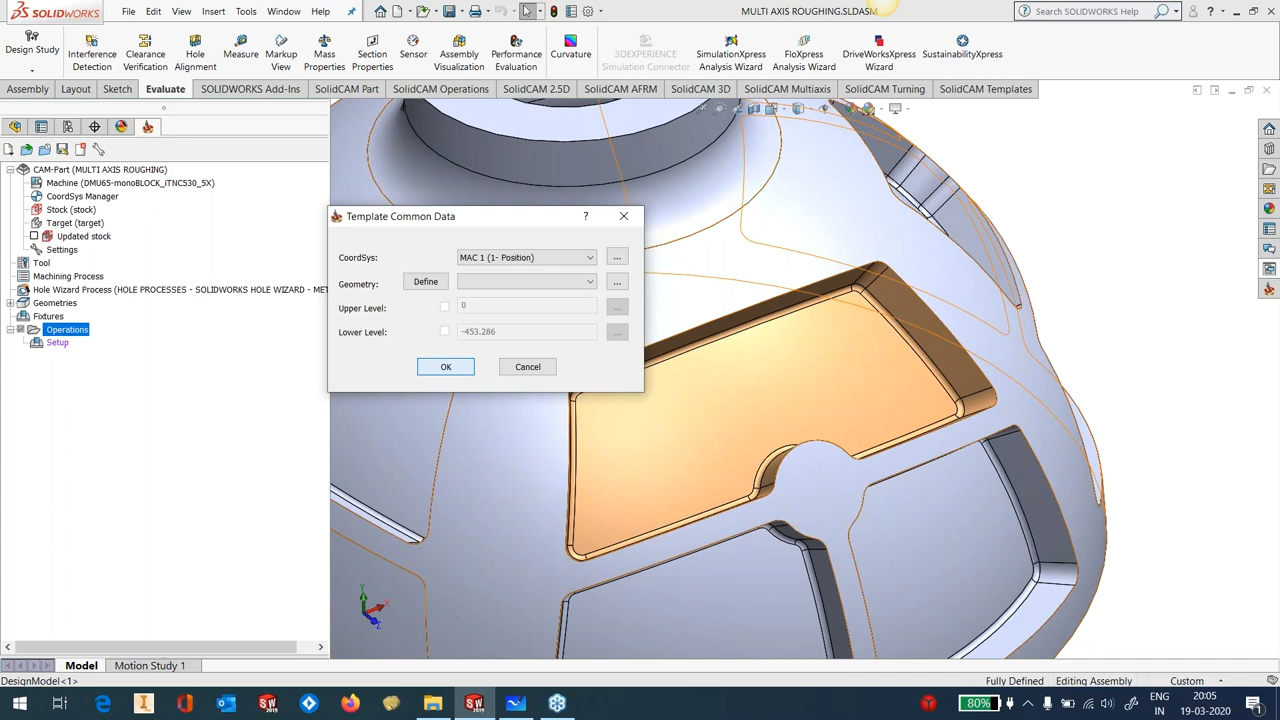 SOLIDWORKS File Edit View Insert Tools Window Help MULTI AXIS ROUGHING.SLDASM Search SOLIDWORKS Help
Design Study
Interference Detection
Clearance Verification
Hole Alignment
Measure
Markup View
Mass Properties
Section Properties
Sensor
Assembly Visualization
Performance Evaluation
Curvature
3DEXPERIENCE Simulation Connector
SimulationXpress Analysis Wizard
FloXpress Analysis Wizard
DriveWorksXpress Wizard
SustainabilityXpress
Assembly Layout Sketch Evaluate SOLIDWORKS Add-Ins SolidCAM Part SolidCAM Operations SolidCAM 2.5D SolidCAM AFRM SolidCAM 3D SolidCAM Multiaxis SolidCAM Turning SolidCAM Templates
CAM-Part (MULTI AXIS ROUGHING)
Machine (DMU65-monoBLOCK_iTNC530_5X)
CoordSys Manager
Stock (stock)
Target (target)
Updated stock
Settings
Tool
Machining Process
Hole Wizard Process (HOLE PROCESSES - SOLIDWORKS HOLE WIZARD - MET
Geometries
Fixtures
Operations
Setup
Template Common Data ?
CoordSys: MAC 1 (1- Position) ...
Geometry: Define ...
Upper Level: 0 ...
Lower Level: -453.286 ...
OK Cancel
Y
X
Z
Model Motion Study 1
DesignModel<1> Fully Defined Editing Assembly Custom
80% ENG 20:05
IN 19-03-2020